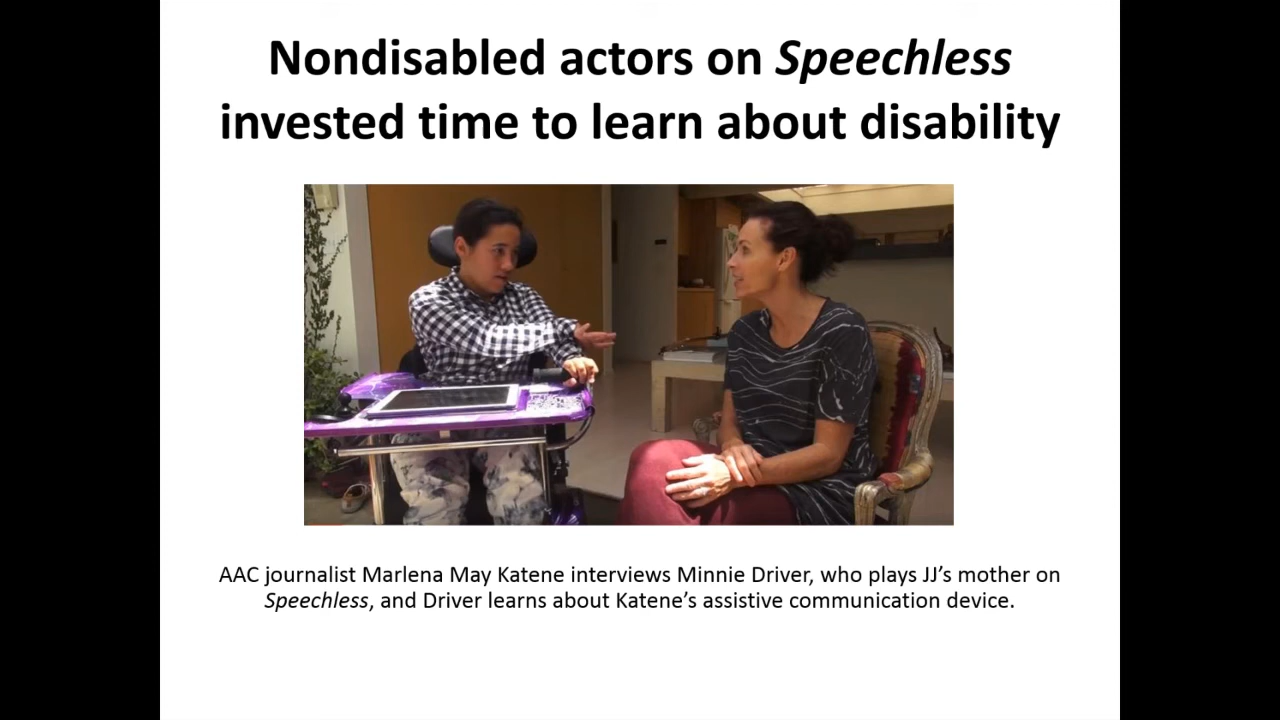 Nondisabled actors on Speechless
invested time to learn about disability
AAC journalist Marlena May Katene interviews Minnie Driver, who plays JJ’s mother on
Speechless, and Driver learns about Katene’s assistive communication device.